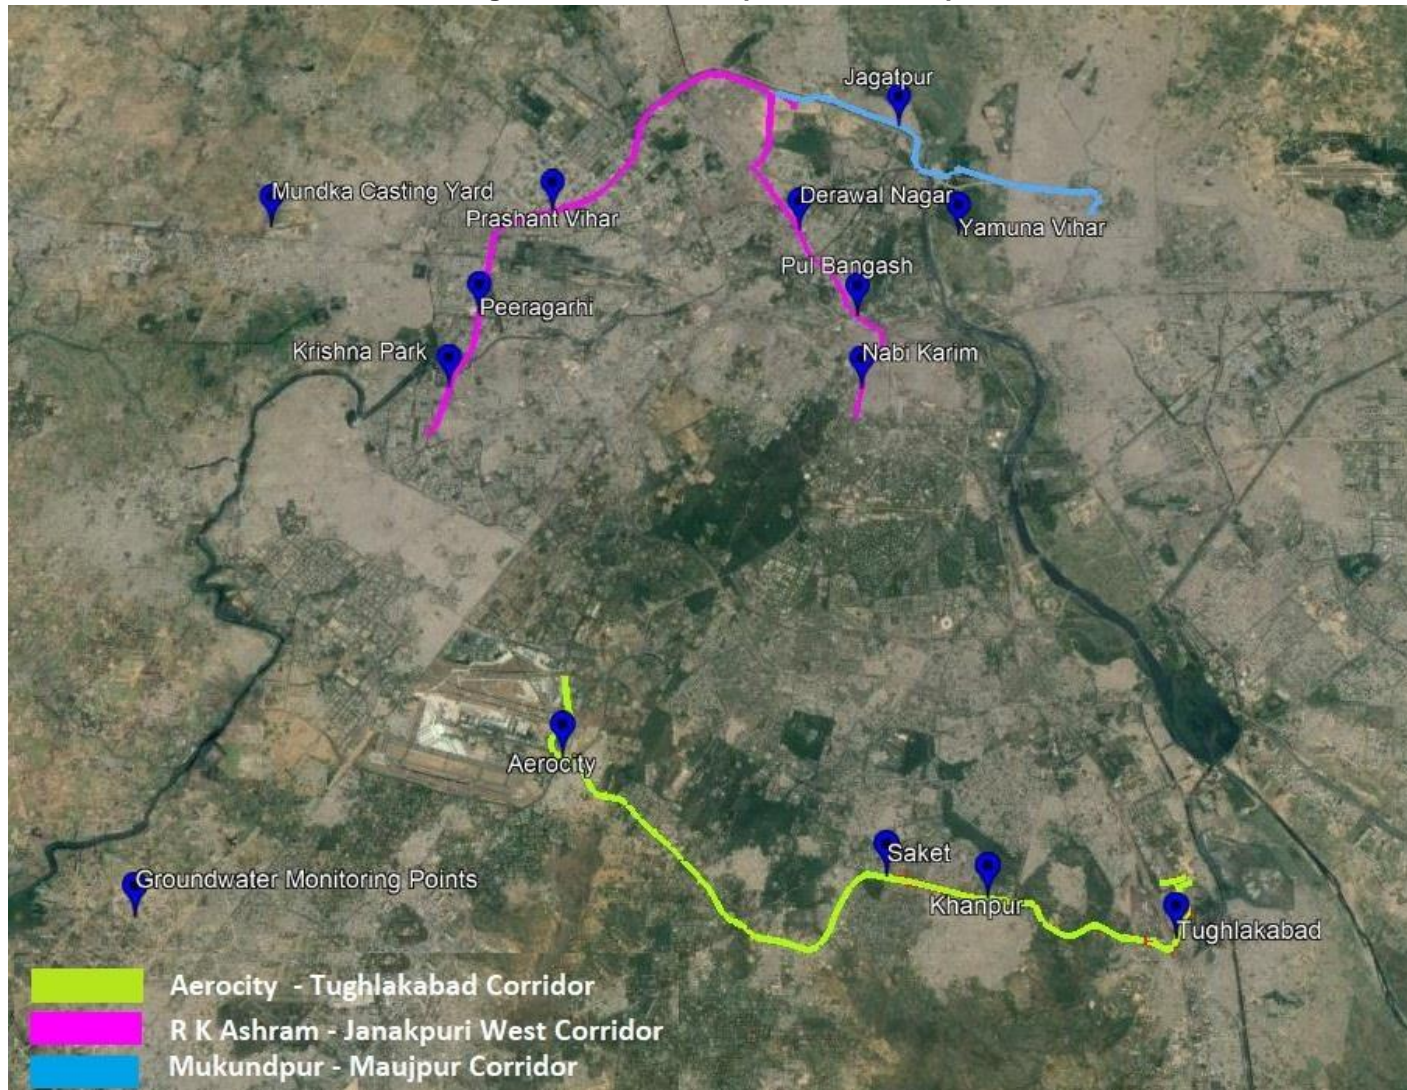 Jagatpur
Mundka Casting Yard
Prashant Vihar
Derawal Nagar
Yamuna Vihar
Pul Bangash
Peeragarhi
Krishna Park
Nabi Karim
Aerocity
Saket
Groundwater Monitoring Points
Khanpur
Tughlakabad
Aerocity - Tughlakabad Corridor
R K Ashram - Janakpuri West Corridor
Mukundpur - Maujpur Corridor